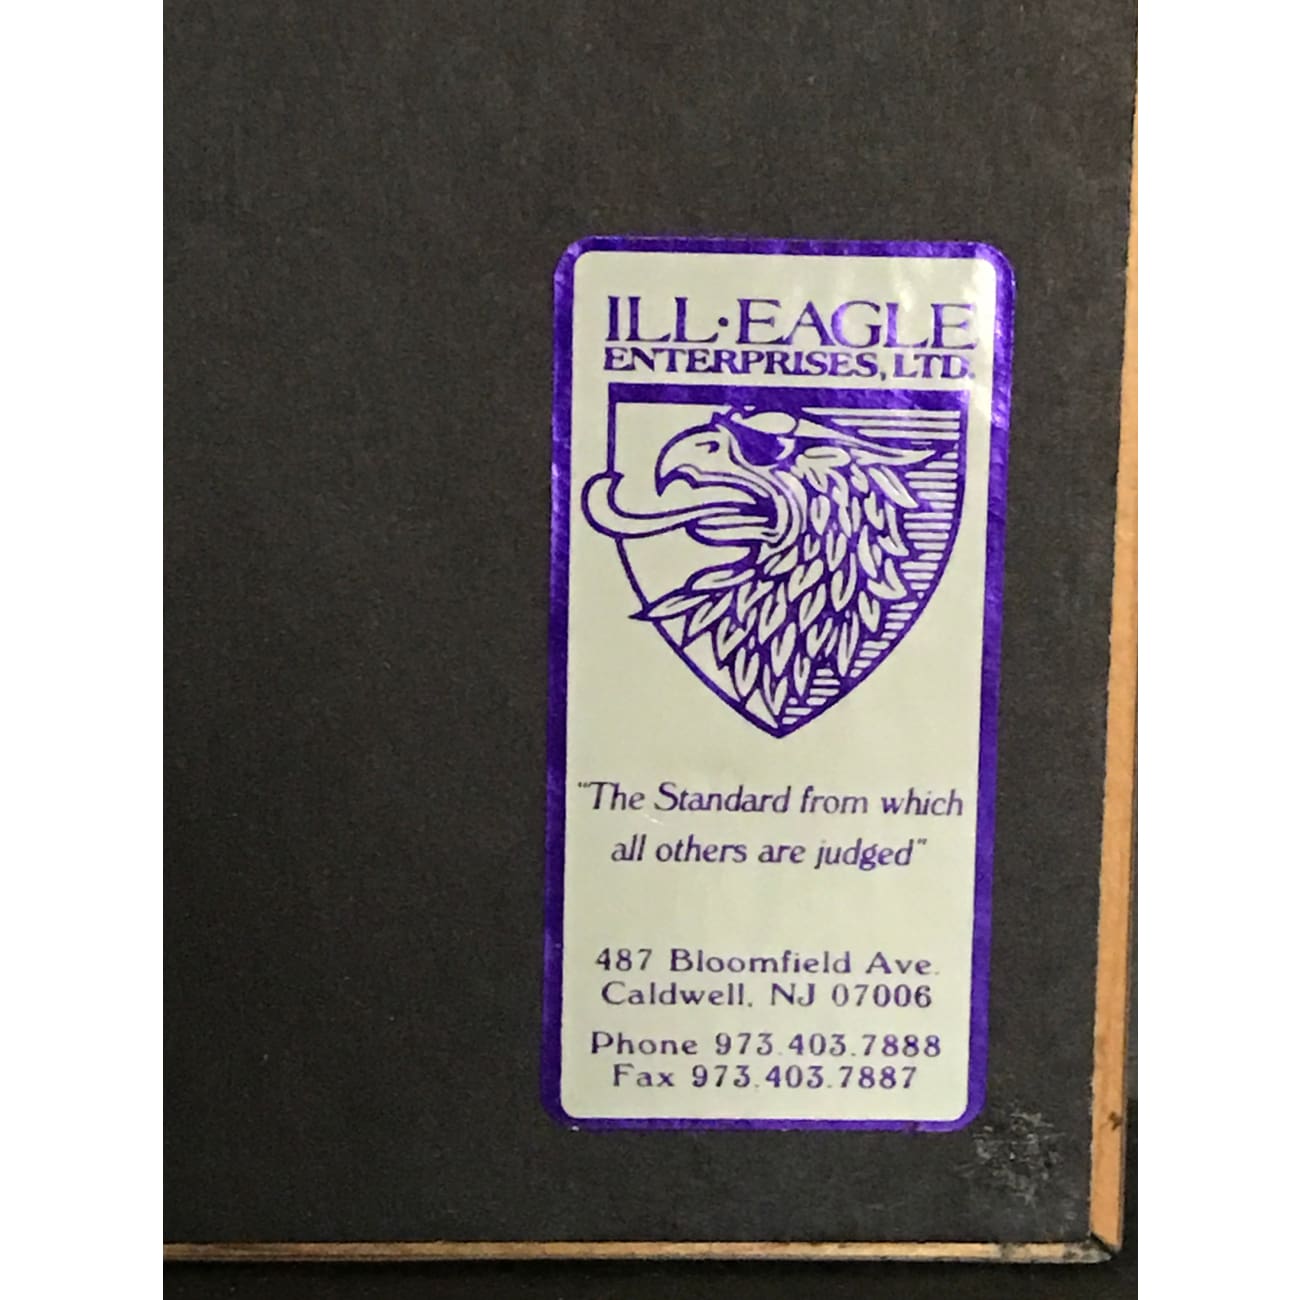 ILL·EAGLE
ENTERPRISES, LTD.
"The Standard from which
all others are judged"
487 Bloomfield Ave.
Caldwell, NJ 07006
Phone 973.403.7888
Fax 973.403.7887